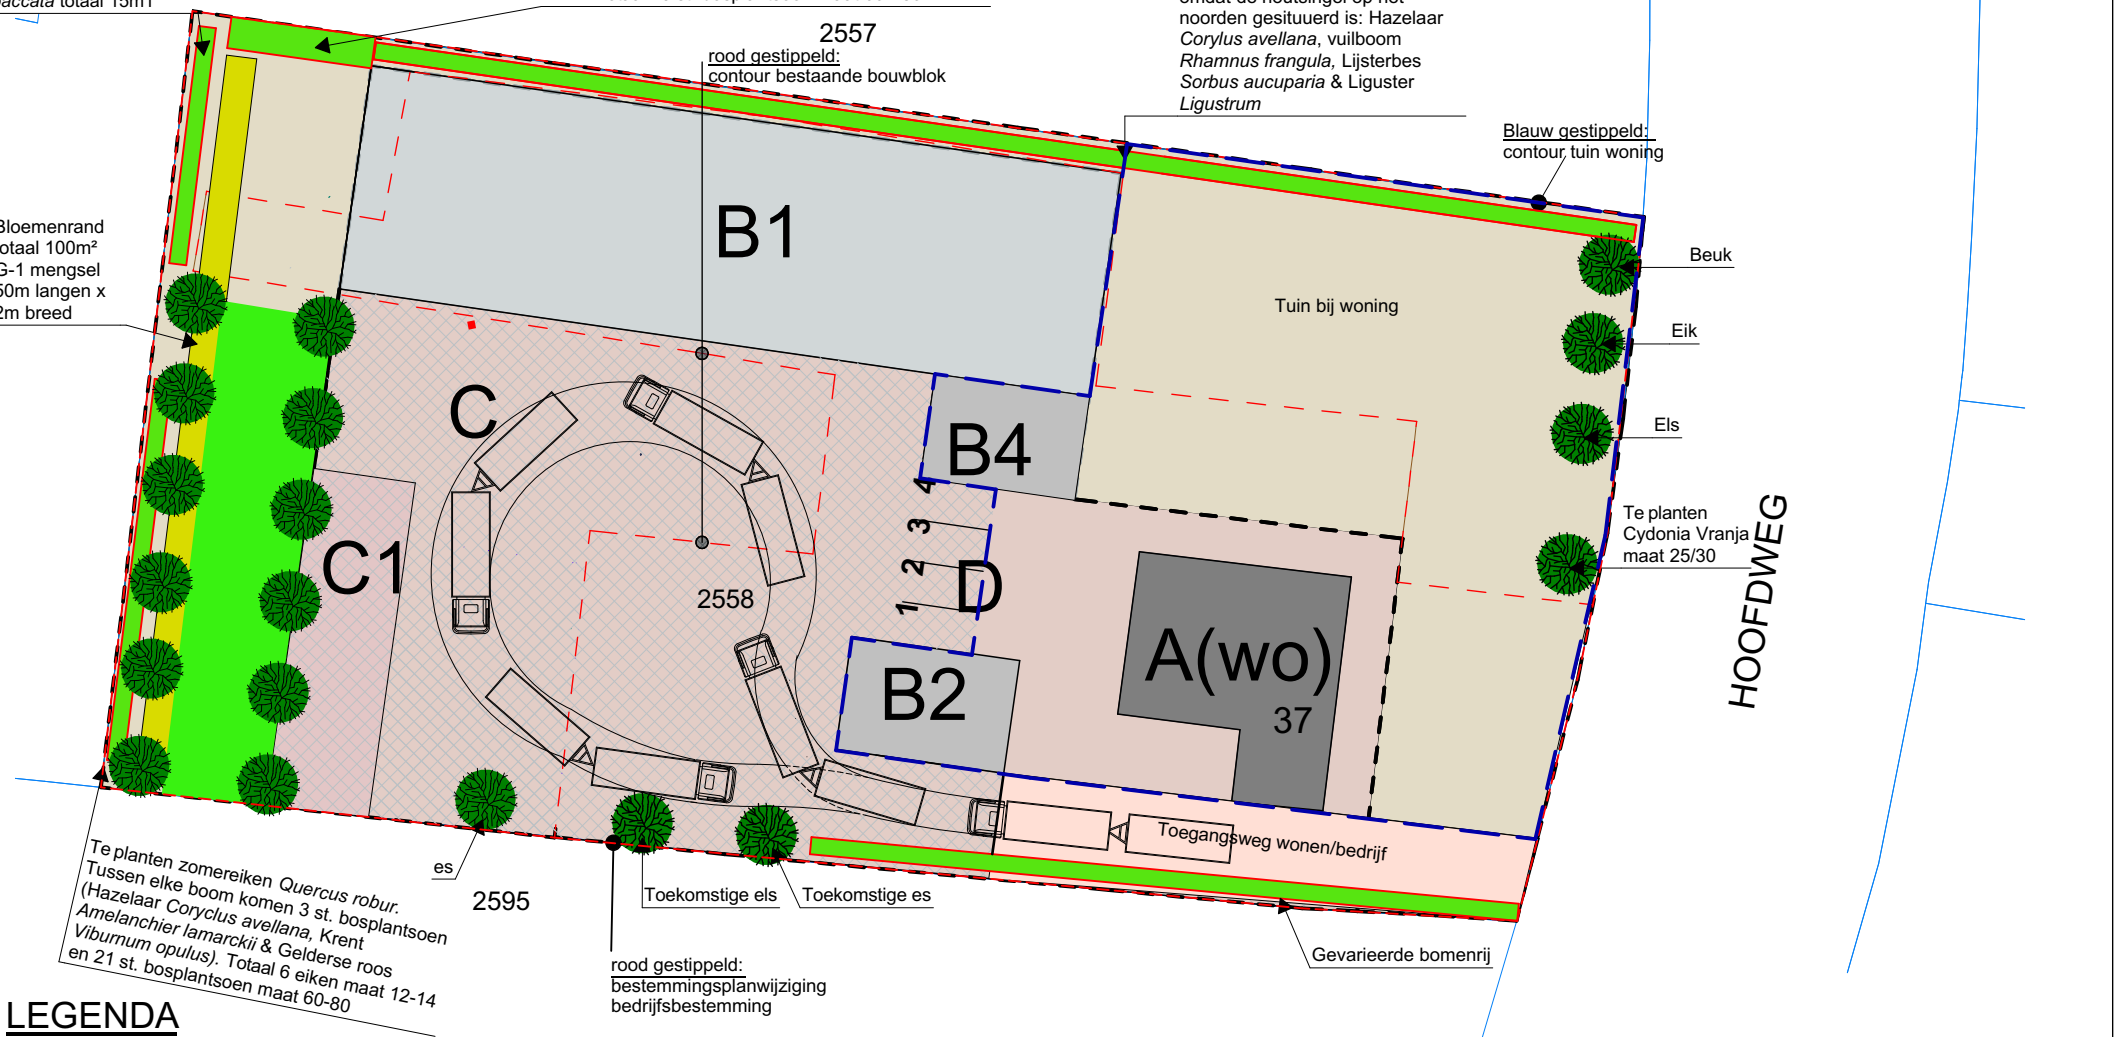 totaal 15m1
2557
rood gestippeld:
contour bestaande bouwblok
noorden gesitueerd is: Hazelaar
Corylus avellana, vuilboom
Rhamnus frangula, Lijsterbes
Sorbus aucuparia & Liguster
Ligustrum
Blauw gestippeld:
contour tuin woning
Bloemenrand
totaal 100m²
G-1 mengsel
50m langen x
2m breed
B1
Tuin bij woning
Beuk
Eik
Els
Te planten
Cydonia Vranja
maat 25/30
HOOFDWEG
C
B4
4
3
2
1
D
C1
2558
A(wo)
37
B2
Toegangsweg wonen/bedrijf
es
2595
Toekomstige els
Toekomstige es
Gevarieerde bomenrij
rood gestippeld:
bestemmingsplanwijziging
bedrijfsbestemming
Te planten zomereiken Quercus robur.
Tussen elke boom komen 3 st. bosplantsoen
(Hazelaar Coryclus avellana, Krent
Amelanchier lamarckii & Gelderse roos
Viburnum opulus). Totaal 6 eiken maat 12-14
en 21 st. bosplantsoen maat 60-80
LEGENDA